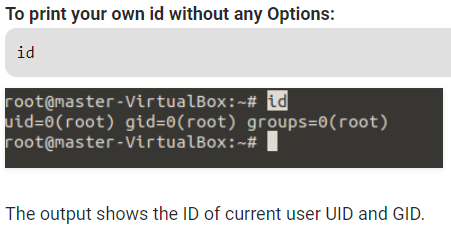 To print your own id without any Options:
id
root@master-VirtualBox:~# id
uid=0(root) gid=0(root) groups=0(root)
root@master-VirtualBox:~#
The output shows the ID of current user UID and GID.